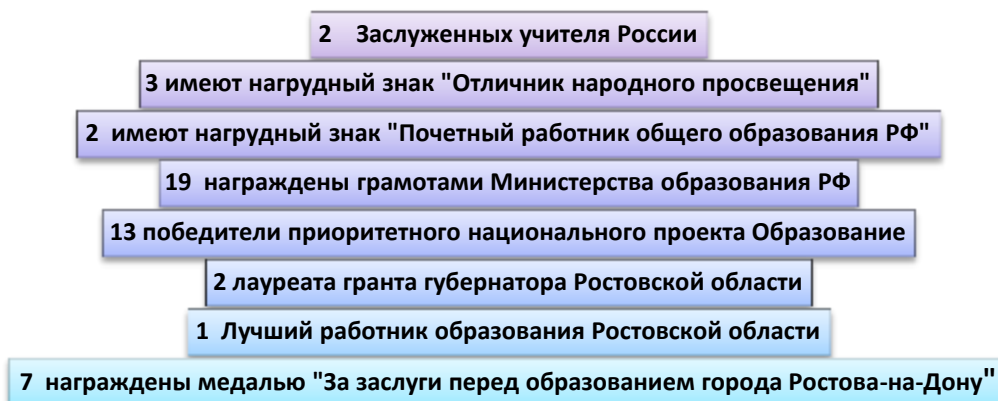 2 Заслуженных учителя России
3 имеют нагрудный знак "Отличник народного просвещения"
2 имеют нагрудный знак "Почетный работник общего образования РФ"
19 награждены грамотами Министерства образования РФ
13 победители приоритетного национального проекта Образование
2 лауреата гранта губернатора Ростовской области
1 Лучший работник образования Ростовской области
7 награждены медалью "За заслуги перед образованием города Ростова-на-Дону"